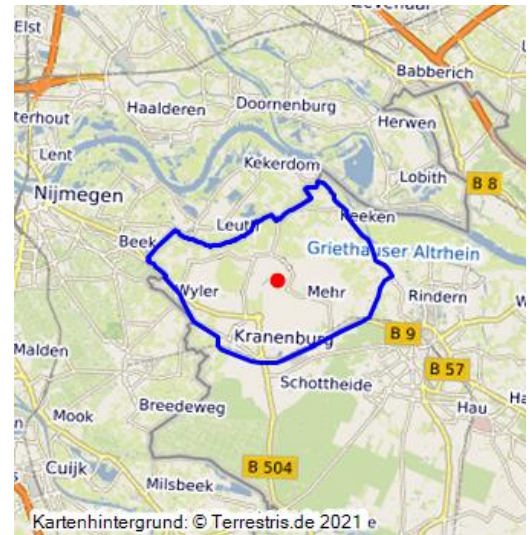 Elst
Babberich
Haalderen
Doornenburg
terhout
Herwen
Lent
Kekerdom
Lobith
B 8
Nijmegen
Leuth
Keeken
Beek
Griethauser Altrhein
Wyler
Mehr
Rindern
Kranenburg
B 9
Malden
B 57
Schottheide
Breedeweg
Hau
Mook
Cuijk
B 504
Milsbeek
Kartenhintergrund: © Terrestris.de 2021